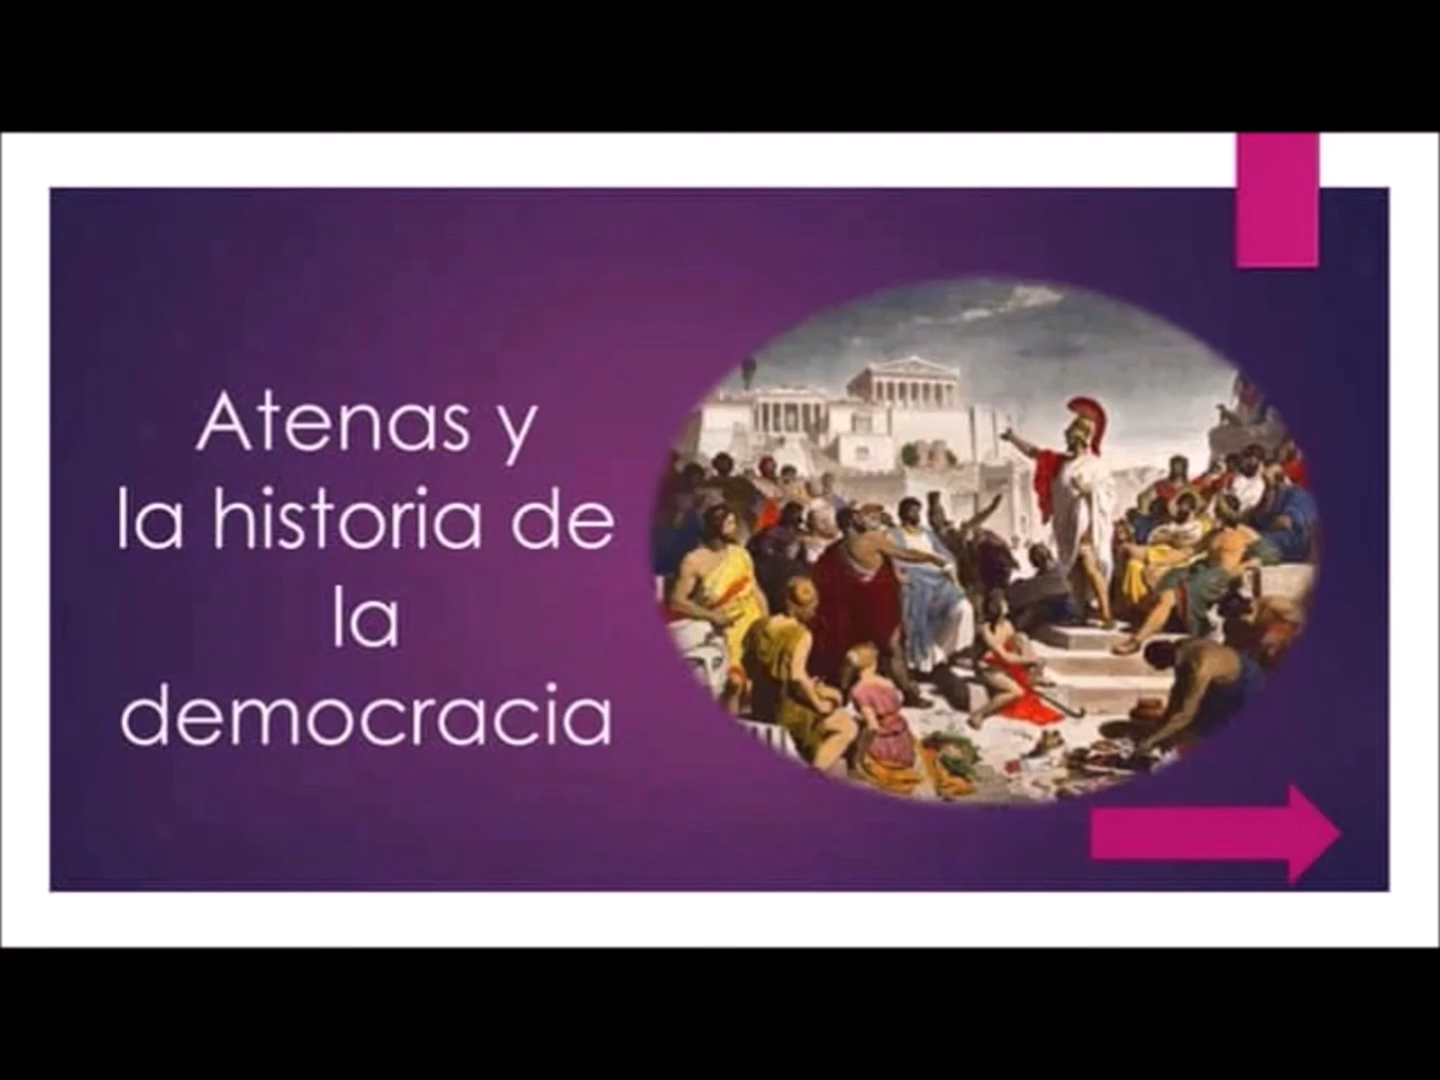 Atenas y
la historia de
la
democracia